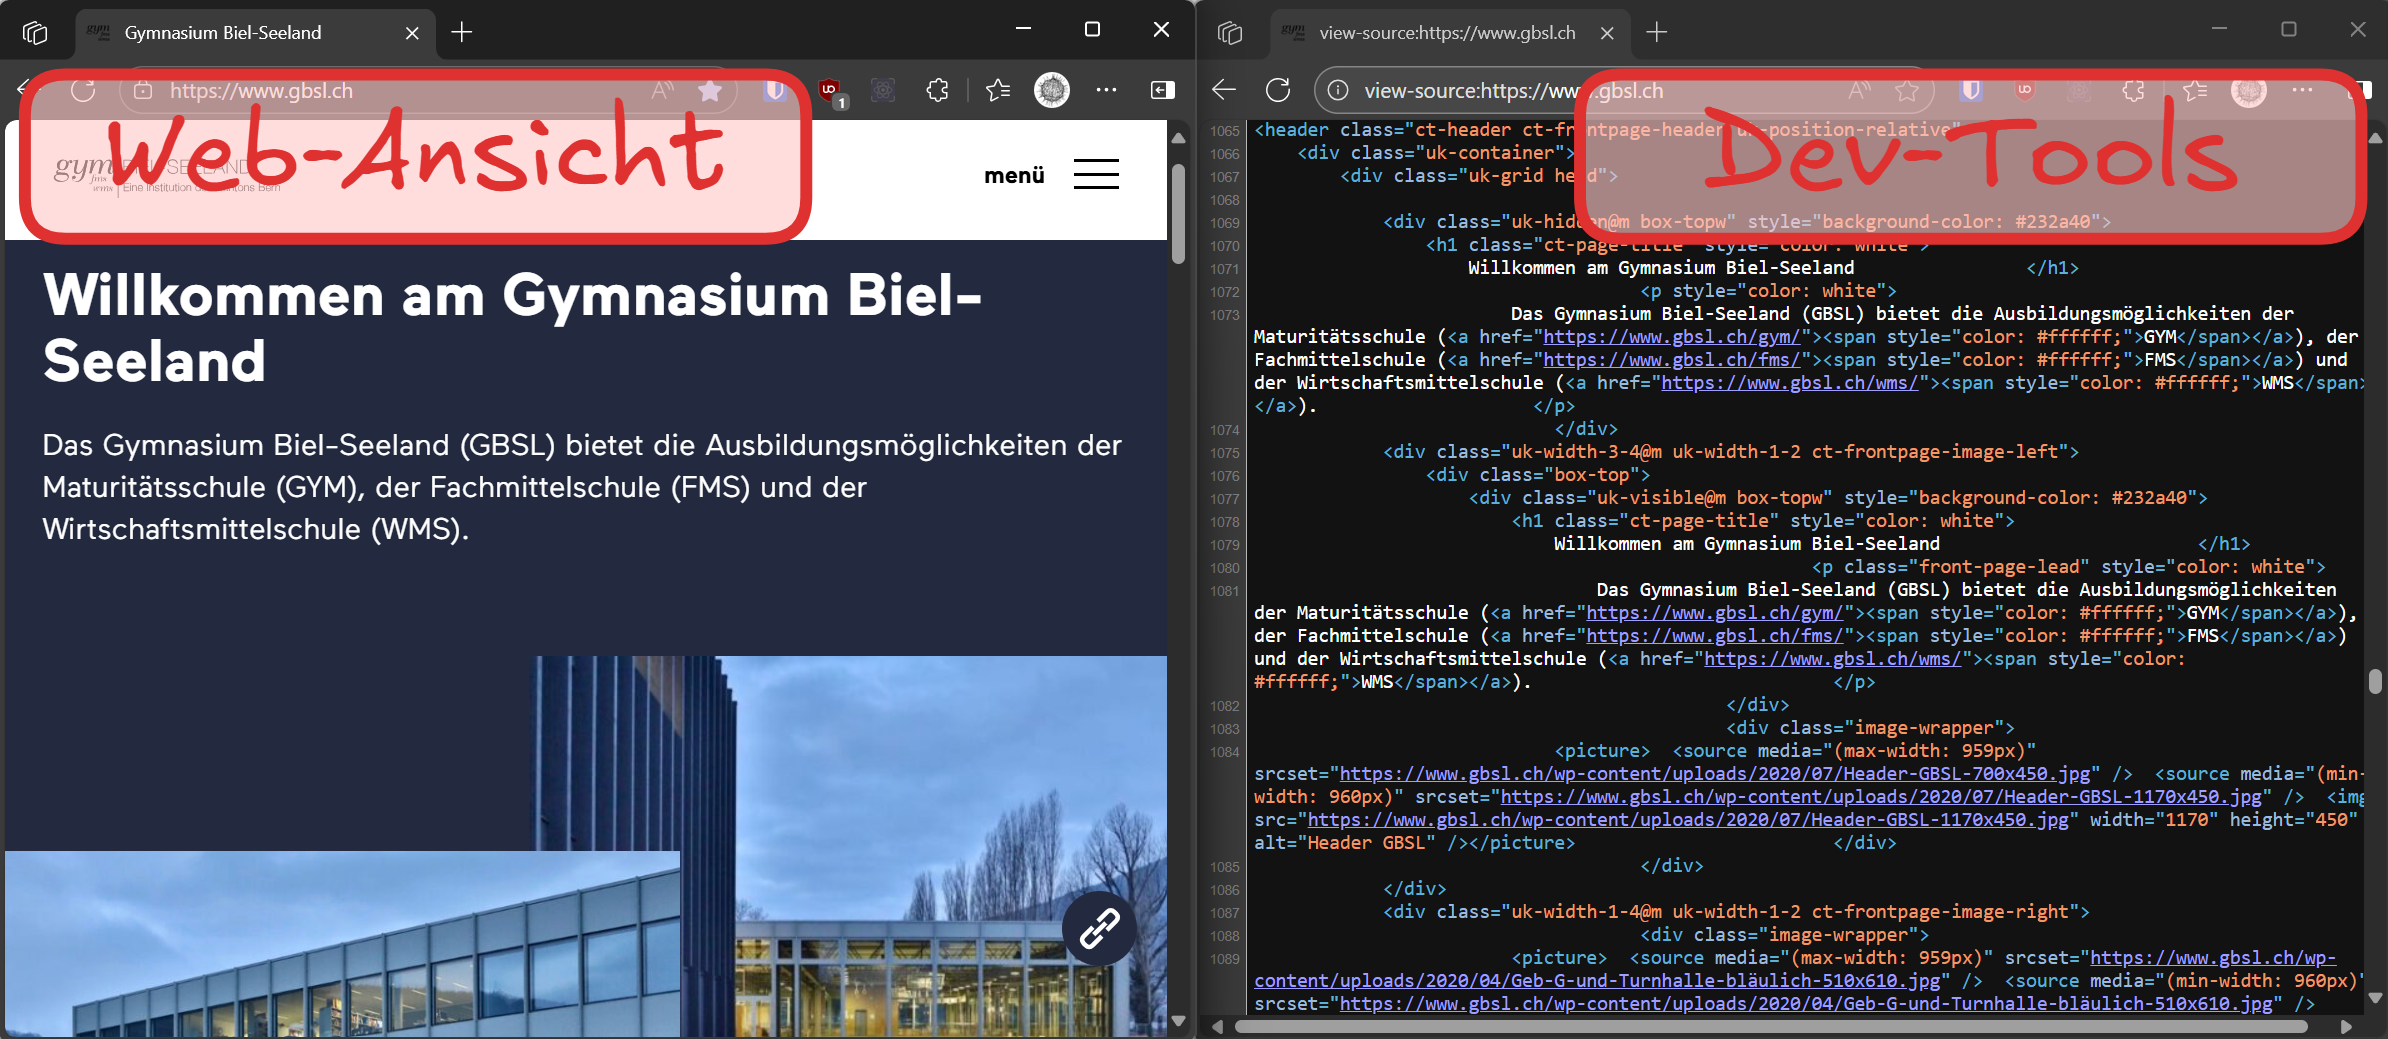 Gymnasium Biel-Seeland
https://www.gbsl.ch
1
Web-Ansicht
gym BIEL-SEELAND
fms
wms Eine Institution des Kantons Bern
menü
Willkommen am Gymnasium Biel-
Seeland
Das Gymnasium Biel-Seeland (GBSL) bietet die Ausbildungsmöglichkeiten der
Maturitätsschule (GYM), der Fachmittelschule (FMS) und der
Wirtschaftsmittelschule (WMS).
view-source:https://www.gbsl.ch
view-source:https://www.gbsl.ch
Dev-Tools
1065 <header class="ct-header ct-frontpage-header uk-position-relative"
1066 <div class="uk-container">
1067 <div class="uk-grid head">
1068
1069 <div class="uk-hidden@m box-topw" style="background-color: #232a40">
1070 <h1 class="ct-page-title" style="color: white">
1071 Willkommen am Gymnasium Biel-Seeland </h1>
1072 <p style="color: white">
1073 Das Gymnasium Biel-Seeland (GBSL) bietet die Ausbildungsmöglichkeiten der
Maturitätsschule (<a href="https://www.gbsl.ch/gym/"><span style="color: #ffffff;">GYM</span></a>), der
Fachmittelschule (<a href="https://www.gbsl.ch/fms/"><span style="color: #ffffff;">FMS</span></a>) und
der Wirtschaftsmittelschule (<a href="https://www.gbsl.ch/wms/"><span style="color: #ffffff;">WMS</span>
</a>). </p>
1074 </div>
1075 <div class="uk-width-3-4@m uk-width-1-2 ct-frontpage-image-left">
1076 <div class="box-top">
1077 <div class="uk-visible@m box-topw" style="background-color: #232a40">
1078 <h1 class="ct-page-title" style="color: white">
1079 Willkommen am Gymnasium Biel-Seeland </h1>
1080 <p class="front-page-lead" style="color: white">
1081 Das Gymnasium Biel-Seeland (GBSL) bietet die Ausbildungsmöglichkeiten
der Maturitätsschule (<a href="https://www.gbsl.ch/gym/"><span style="color: #ffffff;">GYM</span></a>),
der Fachmittelschule (<a href="https://www.gbsl.ch/fms/"><span style="color: #ffffff;">FMS</span></a>)
und der Wirtschaftsmittelschule (<a href="https://www.gbsl.ch/wms/"><span style="color:
#ffffff;">WMS</span></a>). </p>
1082 </div>
1083 <div class="image-wrapper">
1084 <picture> <source media="(max-width: 959px)"
srcset="https://www.gbsl.ch/wp-content/uploads/2020/07/Header-GBSL-700x450.jpg" /> <source media="(min-
width: 960px)" srcset="https://www.gbsl.ch/wp-content/uploads/2020/07/Header-GBSL-1170x450.jpg" /> <img
src="https://www.gbsl.ch/wp-content/uploads/2020/07/Header-GBSL-1170x450.jpg" width="1170" height="450"
alt="Header GBSL" /></picture> </div>
1085 </div>
1086 </div>
1087 <div class="uk-width-1-4@m uk-width-1-2 ct-frontpage-image-right">
1088 <div class="image-wrapper">
1089 <picture> <source media="(max-width: 959px)" srcset="https://www.gbsl.ch/wp-
content/uploads/2020/04/Geb-G-und-Turnhalle-bläulich-510x610.jpg" /> <source media="(min-width: 960px)"
srcset="https://www.gbsl.ch/wp-content/uploads/2020/04/Geb-G-und-Turnhalle-bläulich-510x610.jpg" />